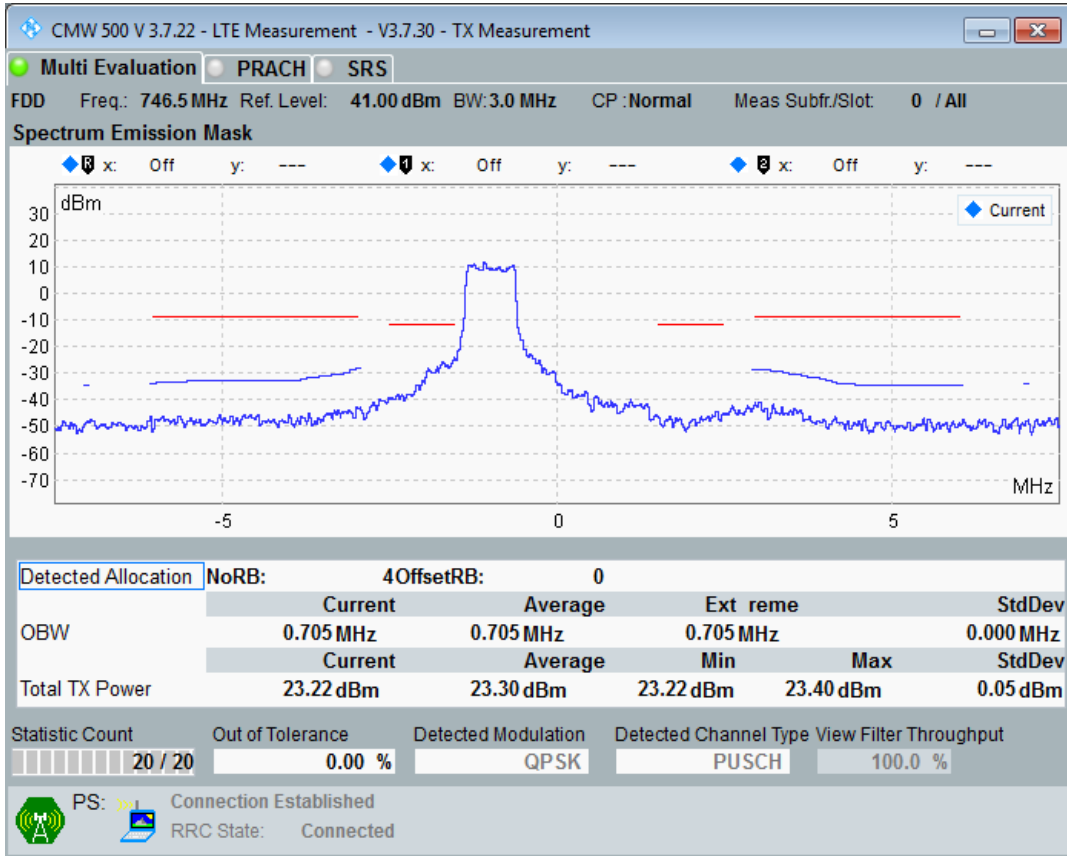 CMW 500 V 3.7.22 - LTE Measurement - V3.7.30 - TX Measurement
Multi Evaluation PRACH SRS
FDD Freq.: 746.5 MHz Ref. Level: 41.00 dBm BW: 3.0 MHz CP : Normal Meas Subfr./Slot: 0 / All
Spectrum Emission Mask
R x: Off y: --- 1 x: Off y: --- 2 x: Off y: ---
dBm
Current
30
20
10
0
-10
-20
-30
-40
-50
-60
-70
MHz
-5 0 5
Detected Allocation NoRB: 4 OffsetRB: 0
Current Average Ext reme StdDev
OBW 0.705 MHz 0.705 MHz 0.705 MHz 0.000 MHz
Current Average Min Max StdDev
Total TX Power 23.22 dBm 23.30 dBm 23.22 dBm 23.40 dBm 0.05 dBm
Statistic Count Out of Tolerance Detected Modulation Detected Channel Type View Filter Throughput
20 / 20 0.00 % QPSK PUSCH 100.0 %
PS: Connection Established
RRC State: Connected